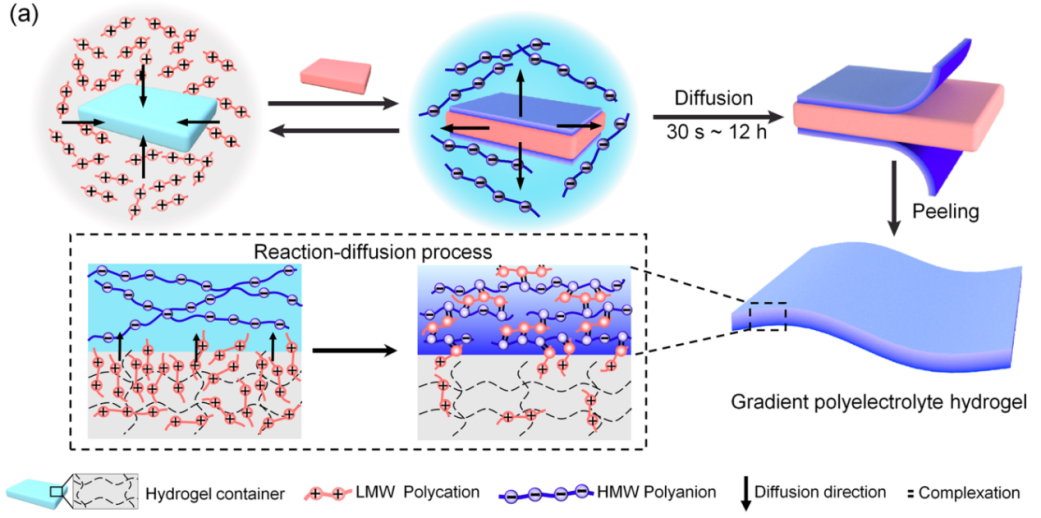 (a)
Diffusion
30 s ~ 12 h
Peeling
Reaction-diffusion process
Gradient polyelectrolyte hydrogel
Hydrogel container
LMW Polycation
HMW Polyanion
Diffusion direction
Complexation